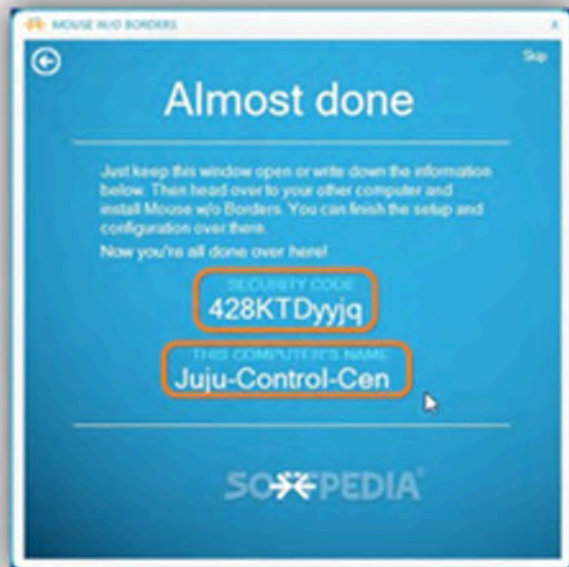 MOUSE W/O BORDERS x
Skip
Almost done
Just keep this window open or write down the information
below. Then head over to your other computer and
install Mouse w/o Borders. You can finish the setup and
configuration over there.
Now you're all done over here!
SECURITY CODE
428KTDyyjq
THIS COMPUTER'S NAME
Juju-Control-Cen
SOFTPEDIA®